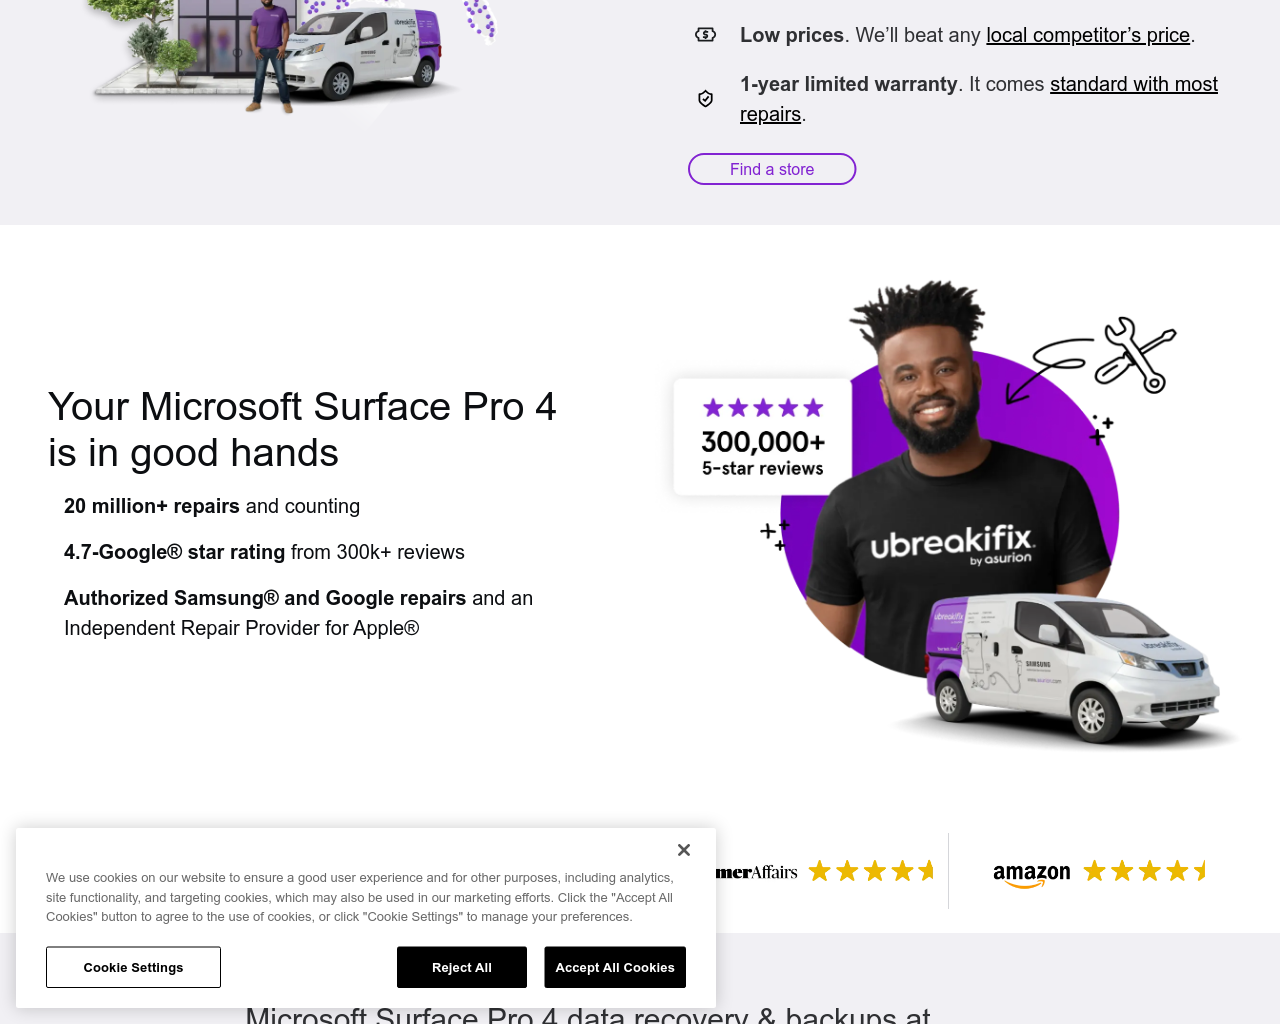 Low prices. We’ll beat any local competitor’s price.
1-year limited warranty. It comes standard with most
repairs.
Find a store
Your Microsoft Surface Pro 4
is in good hands
20 million+ repairs and counting
4.7-Google® star rating from 300k+ reviews
Authorized Samsung® and Google repairs and an
Independent Repair Provider for Apple®
300,000+
5-star reviews
ubreakifix.
by asurion
ubreakifix
SAMSUNG
www.asurion.com
ubreakifix
merAffairs
amazon
We use cookies on our website to ensure a good user experience and for other purposes, including analytics,
site functionality, and targeting cookies, which may also be used in our marketing efforts. Click the "Accept All
Cookies" button to agree to the use of cookies, or click "Cookie Settings" to manage your preferences.
Cookie Settings
Reject All
Accept All Cookies
Microsoft Surface Pro 4 data recovery & backups at